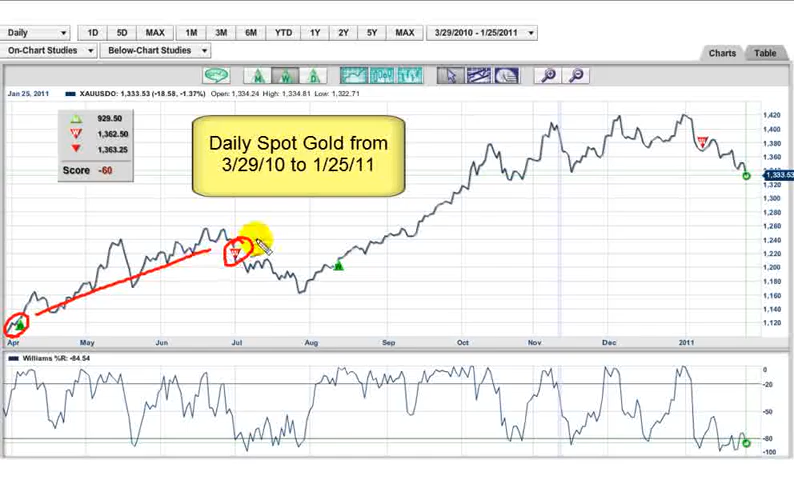 Daily 1D 5D MAX 1M 3M 6M YTD 1Y 2Y 5Y MAX 3/29/2010 - 1/25/2011
On-Chart Studies Below-Chart Studies
Charts Table
M W D
Jan 25, 2011 XAUUSDO: 1,333.53 (-18.58, -1.37%) Open: 1,334.24 High: 1,334.81 Low: 1,322.71
929.50
1,362.50
1,363.25
Score -60
Daily Spot Gold from
3/29/10 to 1/25/11
1,420
1,400
1,380
1,360
1,340
1,333.53
1,320
1,300
1,280
1,260
1,240
1,220
1,200
1,180
1,160
1,140
1,120
Apr May Jun Jul Aug Sep Oct Nov Dec 2011
Williams %R: -84.54
0
-20
-50
-80
-100